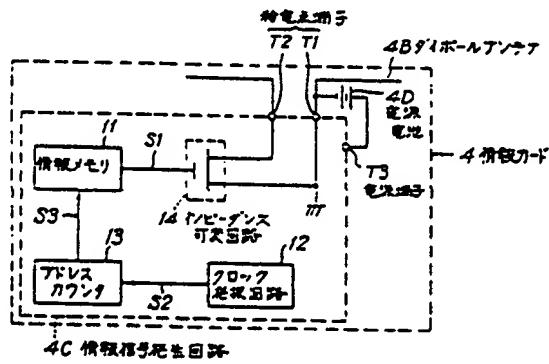 給電点端子
T2 T1
4Bダイポールアンテナ
4D
電源
電池
11
情報メモリ
S1
4情報カード
T3
電源端子
14インピーダンス
可変回路
S3
13
12
アドレス
カウンタ
クロック
発振回路
S2
4C 情報信号発生回路